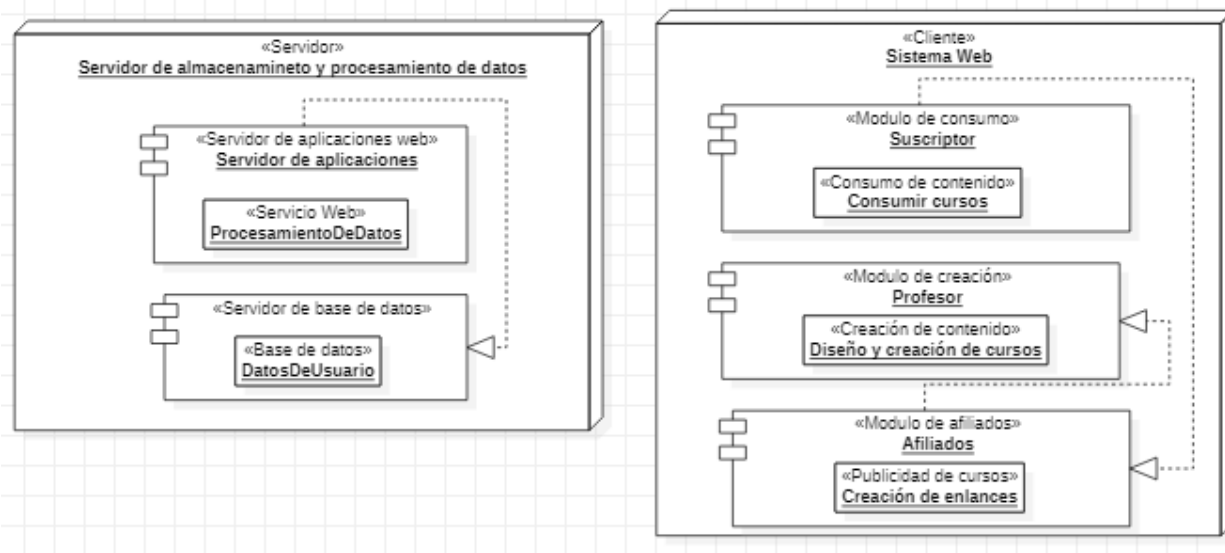 «Servidor»
Servidor de almacenamineto y procesamiento de datos
«Servidor de aplicaciones web»
Servidor de aplicaciones
«Servicio Web»
ProcesamientoDeDatos
«Servidor de base de datos»
«Base de datos»
DatosDeUsuario
«Cliente»
Sistema Web
«Modulo de consumo»
Suscriptor
«Consumo de contenido»
Consumir cursos
«Modulo de creación»
Profesor
«Creación de contenido»
Diseño y creación de cursos
«Modulo de afiliados»
Afiliados
«Publicidad de cursos»
Creación de enlances